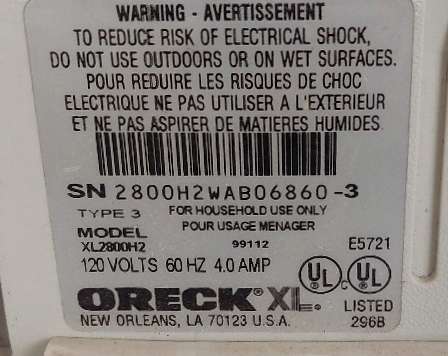 WARNING - AVERTISSEMENT
TO REDUCE RISK OF ELECTRICAL SHOCK,
DO NOT USE OUTDOORS OR ON WET SURFACES.
POUR RÉDUIRE LES RISQUES DE CHOC
ELECTRIQUE NE PAS UTILISER A L'EXTERIEUR
ET NE PAS ASPIRER DE MATIERES HUMIDES
SN 2800H2WAB06860-3
TYPE 3 FOR HOUSEHOLD USE ONLY
MODEL POUR USAGE MENAGER
XL2800H2 99112 E5721
120 VOLTS 60 HZ 4.0 AMP
UL C UL
ORECK XL. LISTED
NEW ORLEANS, LA 70123 U.S.A. 296B